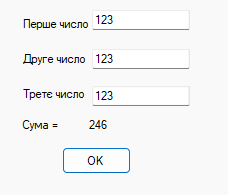 Перше число 123
Друге число 123
Третє число 123
Сума = 246
OK